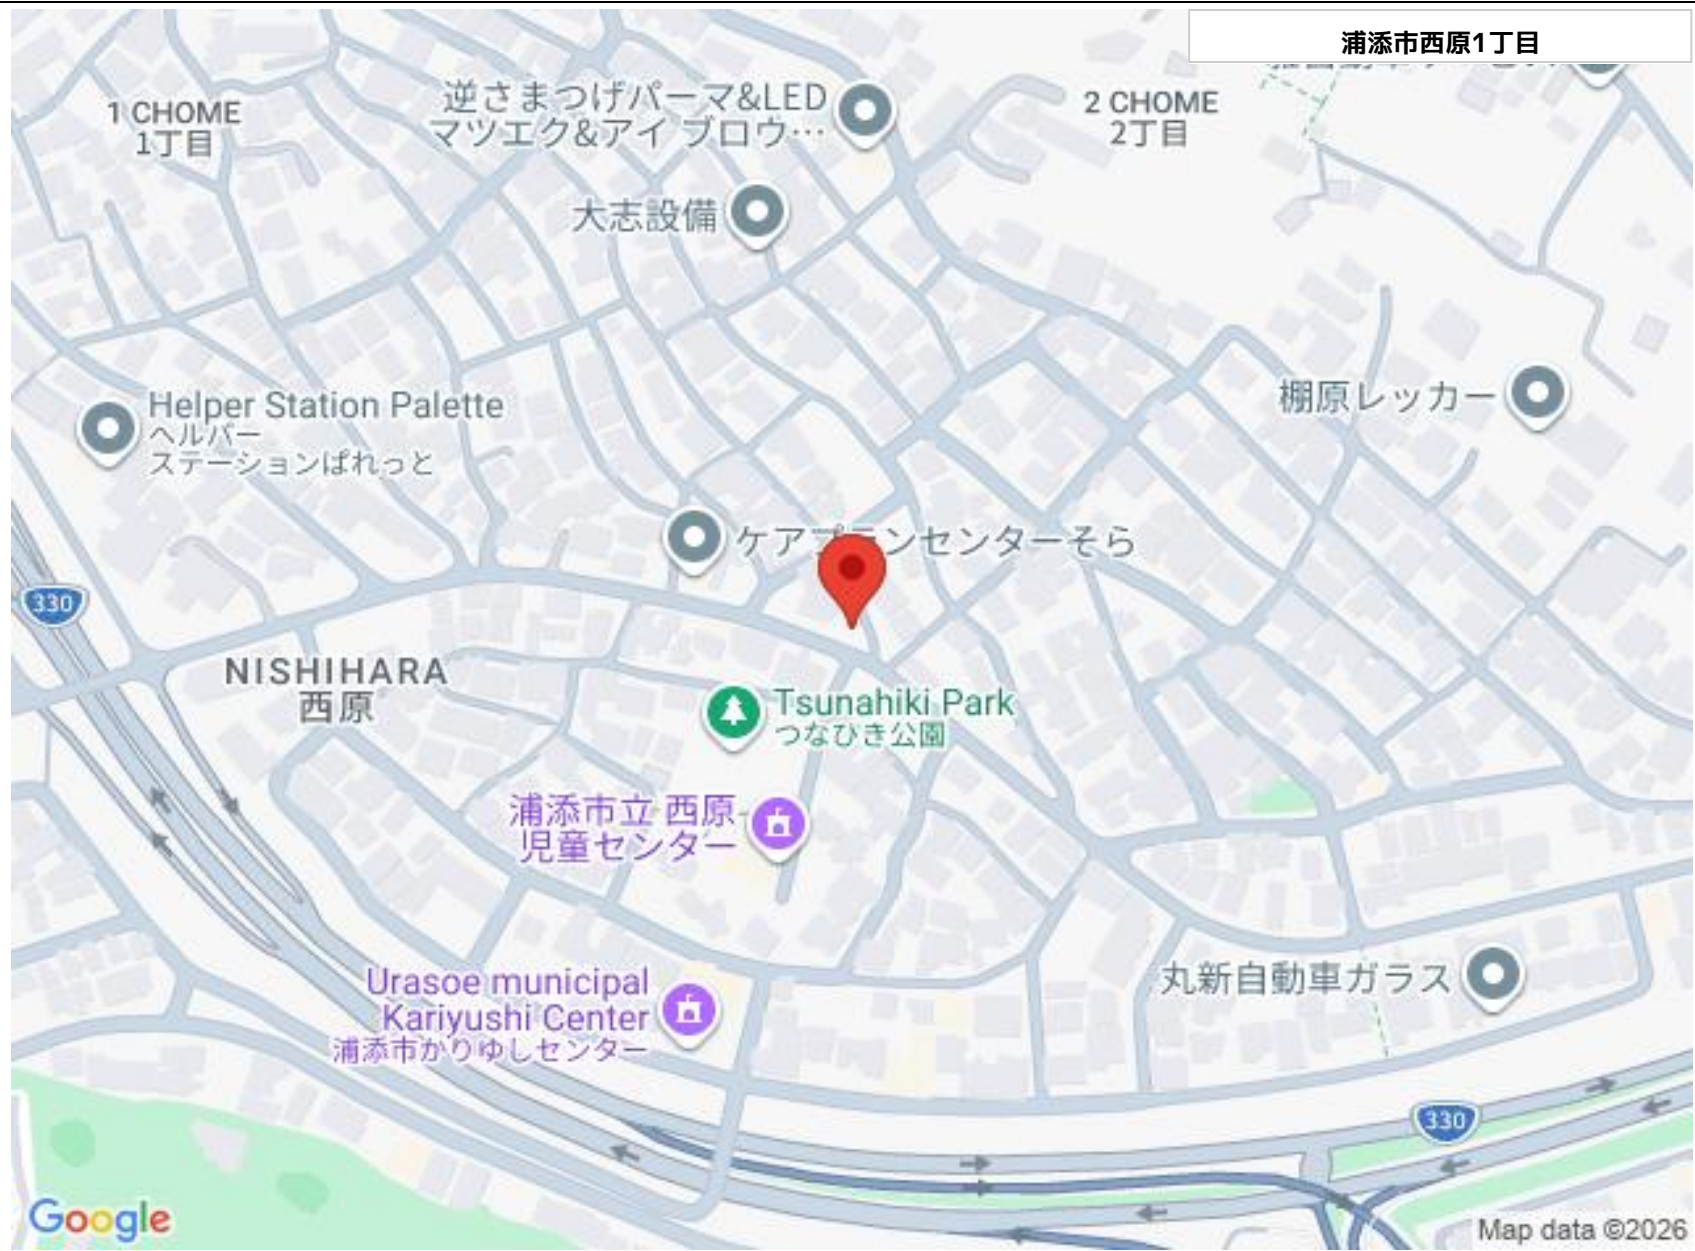 浦添市西原1丁目
1 CHOME
1丁目
逆さまつげパーマ&LED
マツエク&アイ ブロウ…
2 CHOME
2丁目
大志設備
Helper Station Palette
ヘルパー
ステーションぱれっと
棚原レッカー
ケアプランセンターそら
330
NISHIHARA
西原
Tsunahiki Park
つなひき公園
浦添市立 西原
児童センター
Urasoe municipal
Kariyushi Center
浦添市かりゆしセンター
丸新自動車ガラス
330
Google
Map data ©2026